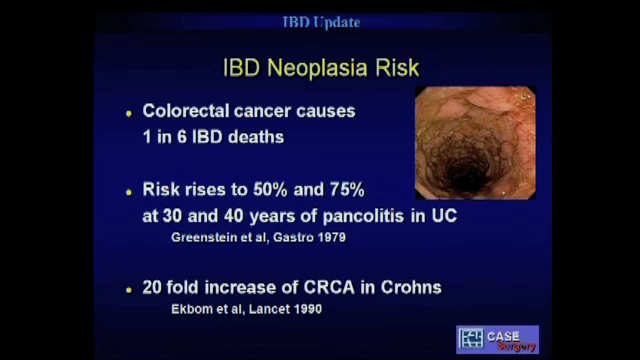 IBD Update
IBD Neoplasia Risk
Colorectal cancer causes
1 in 6 IBD deaths
Risk rises to 50% and 75%
at 30 and 40 years of pancolitis in UC
Greenstein et al, Gastro 1979
20 fold increase of CRCA in Crohns
Ekbom et al, Lancet 1990
CASE
Surgery